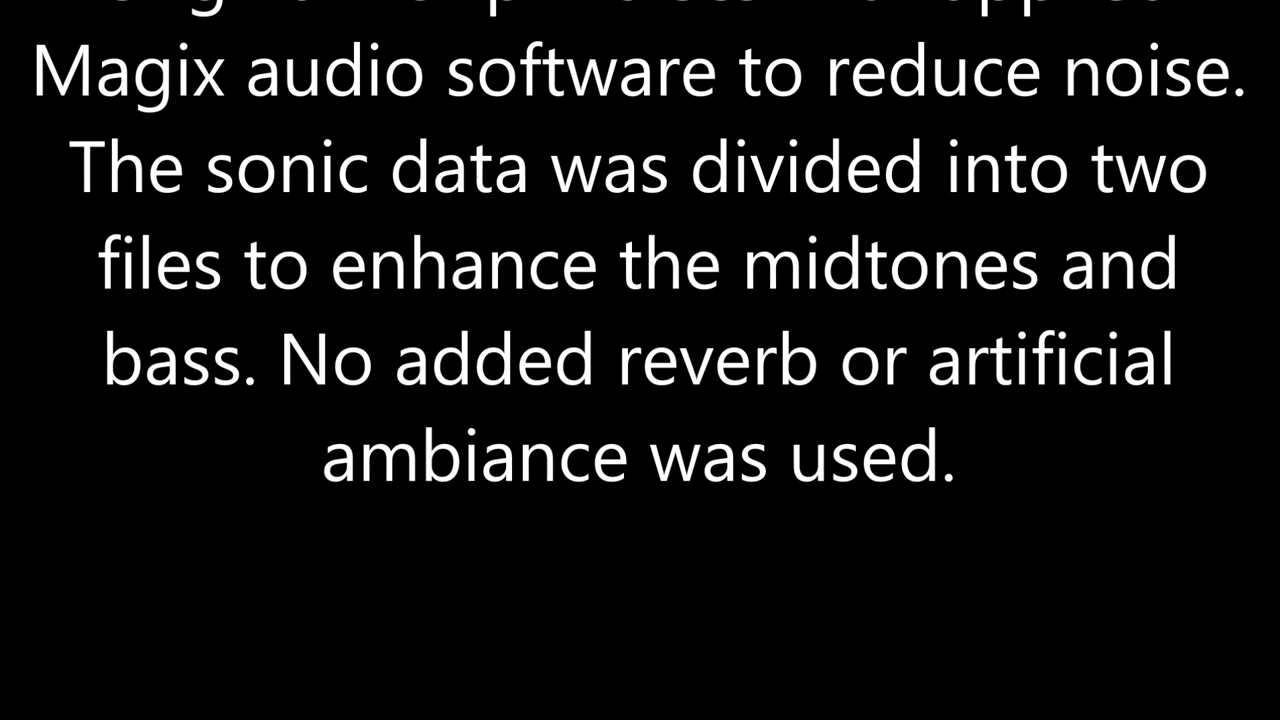 Magix audio software to reduce noise.
The sonic data was divided into two
files to enhance the midtones and
bass. No added reverb or artificial
ambiance was used.